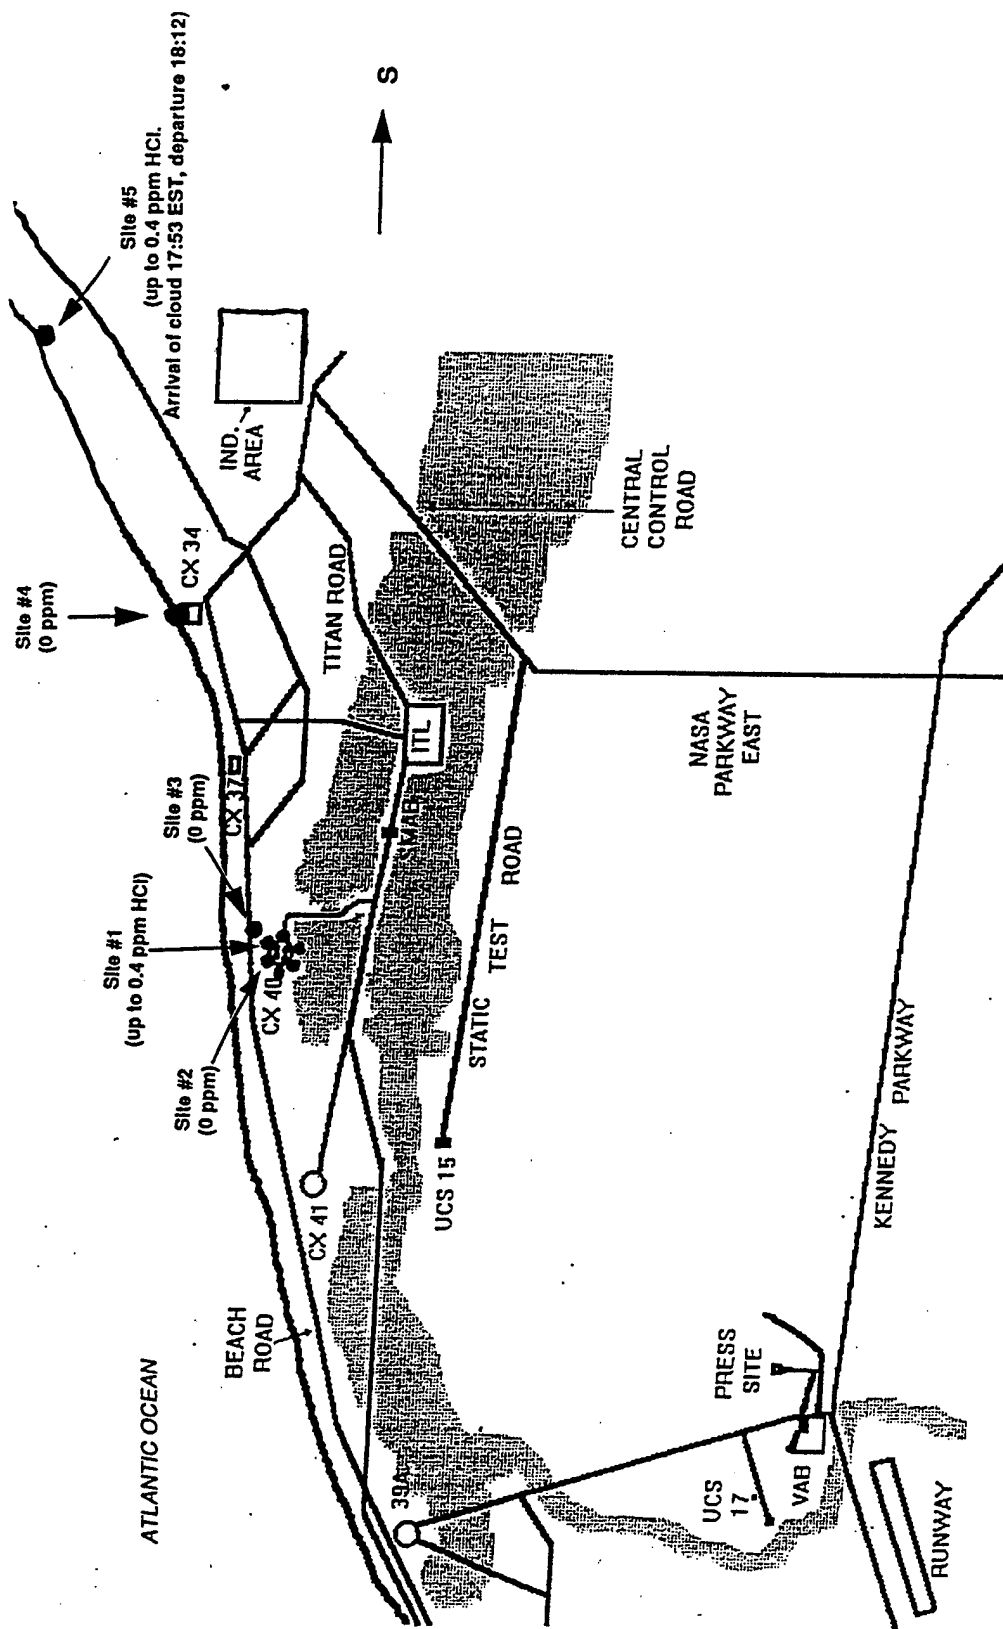 Site #5
(up to 0.4 ppm HCl.
Arrival of cloud 17:53 EST, departure 18:12)
S
Site #4
(0 ppm)
CX 34
IND.
AREA
TITAN ROAD
CENTRAL
CONTROL
ROAD
Site #3
(0 ppm)
CX 37
Site #1
(up to 0.4 ppm HCl)
Site #2
(0 ppm)
CX 40
ITL
SMAB
STATIC TEST ROAD
NASA
PARKWAY
EAST
ATLANTIC OCEAN
BEACH
ROAD
CX 41
UCS 15
KENNEDY PARKWAY
39A
PRESS
SITE
UCS
17
VAB
RUNWAY